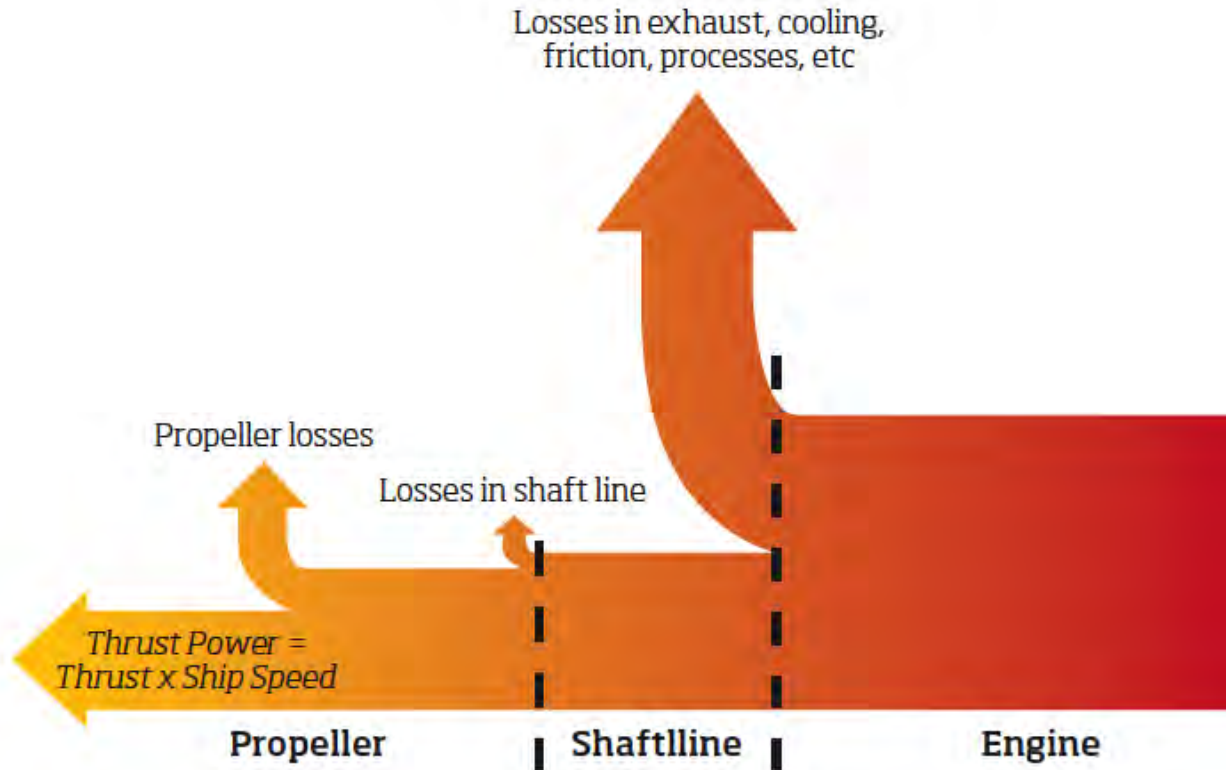 Losses in exhaust, cooling,
friction, processes, etc
Propeller losses
Losses in shaft line
Thrust Power =
Thrust x Ship Speed
Propeller
Shaftlline
Engine